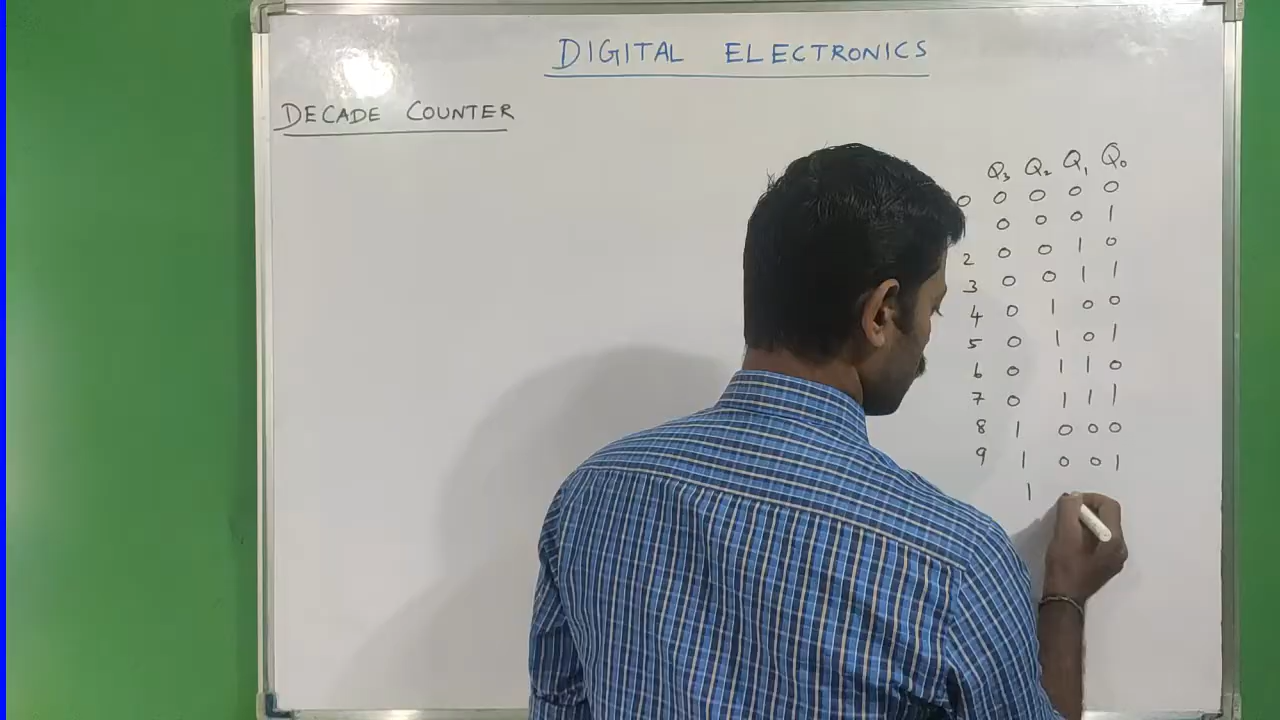 DIGITAL ELECTRONICS
DECADE COUNTER
Q₃ Q₂ Q₁ Q₀
0 0 0 0 0
0 0 0 1
2 0 0 1 0
3 0 0 1 1
4 0 1 0 0
5 0 1 0 1
6 0 1 1 0
7 0 1 1 1
8 1 0 0 0
9 1 0 0 1
1